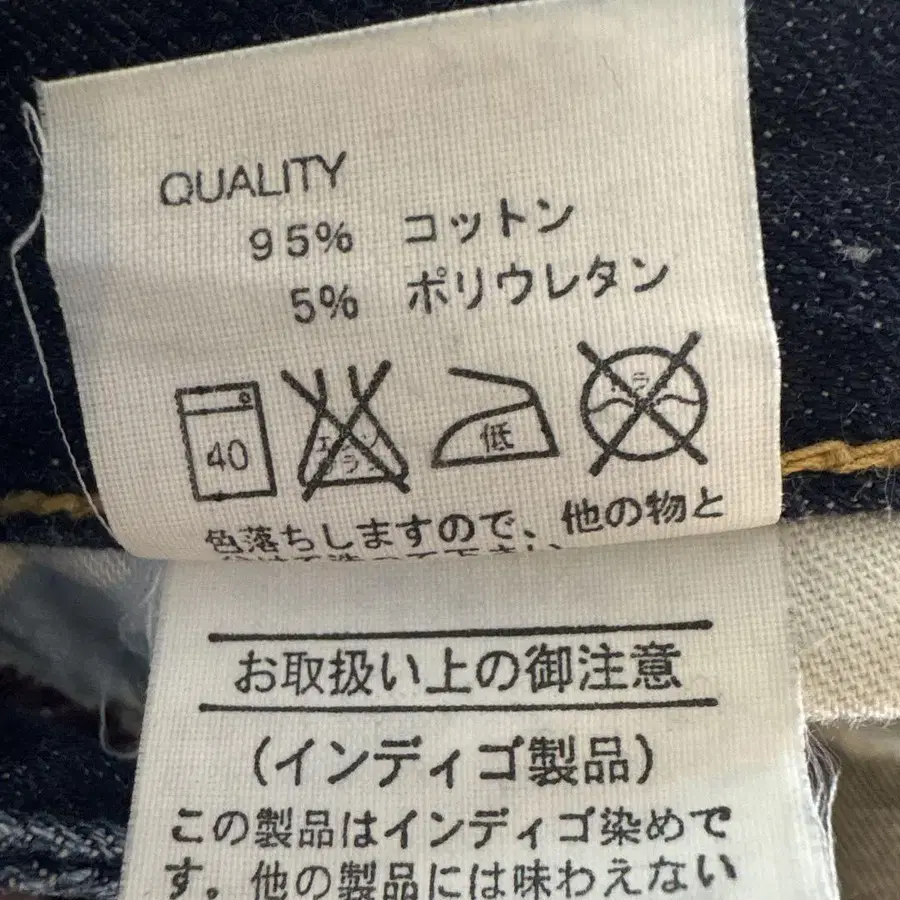 QUALITY
95% コットン
5% ポリウレタン
40
低
色落ちしますので、他の物と
お取扱い上の御注意
(インディゴ製品)
この製品はインディゴ染めで
す。他の製品には味わえない